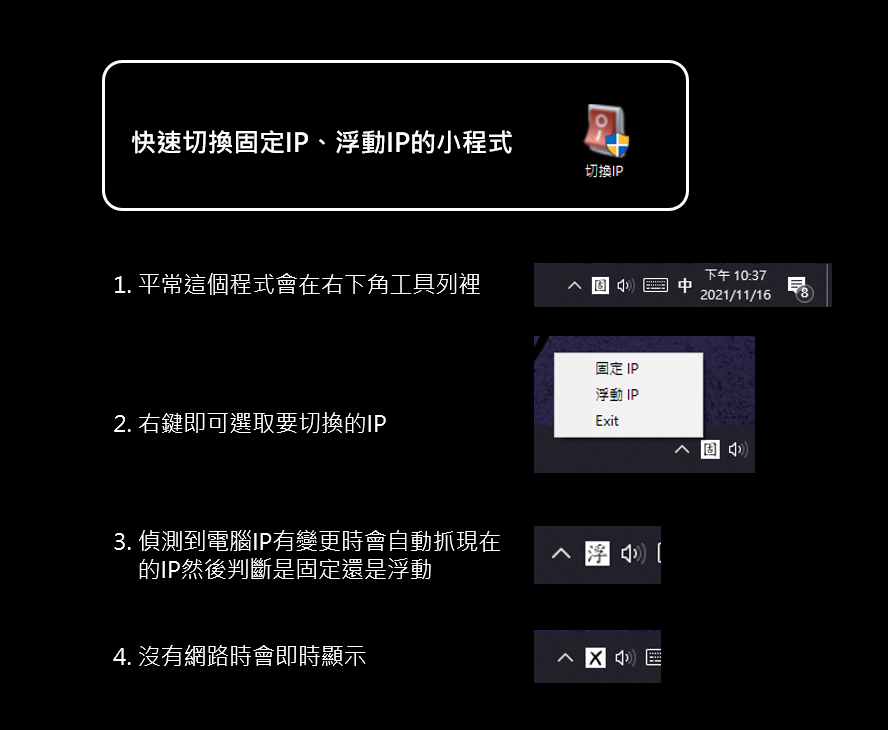 快速切換固定IP、浮動IP的小程式
切換IP
1. 平常這個程式會在右下角工具列裡
固
中
下午 10:37
2021/11/16
8
2. 右鍵即可選取要切換的IP
固定 IP
浮動 IP
Exit
固
3. 偵測到電腦IP有變更時會自動抓現在
的IP然後判斷是固定還是浮動
浮
4. 沒有網路時會即時顯示
X